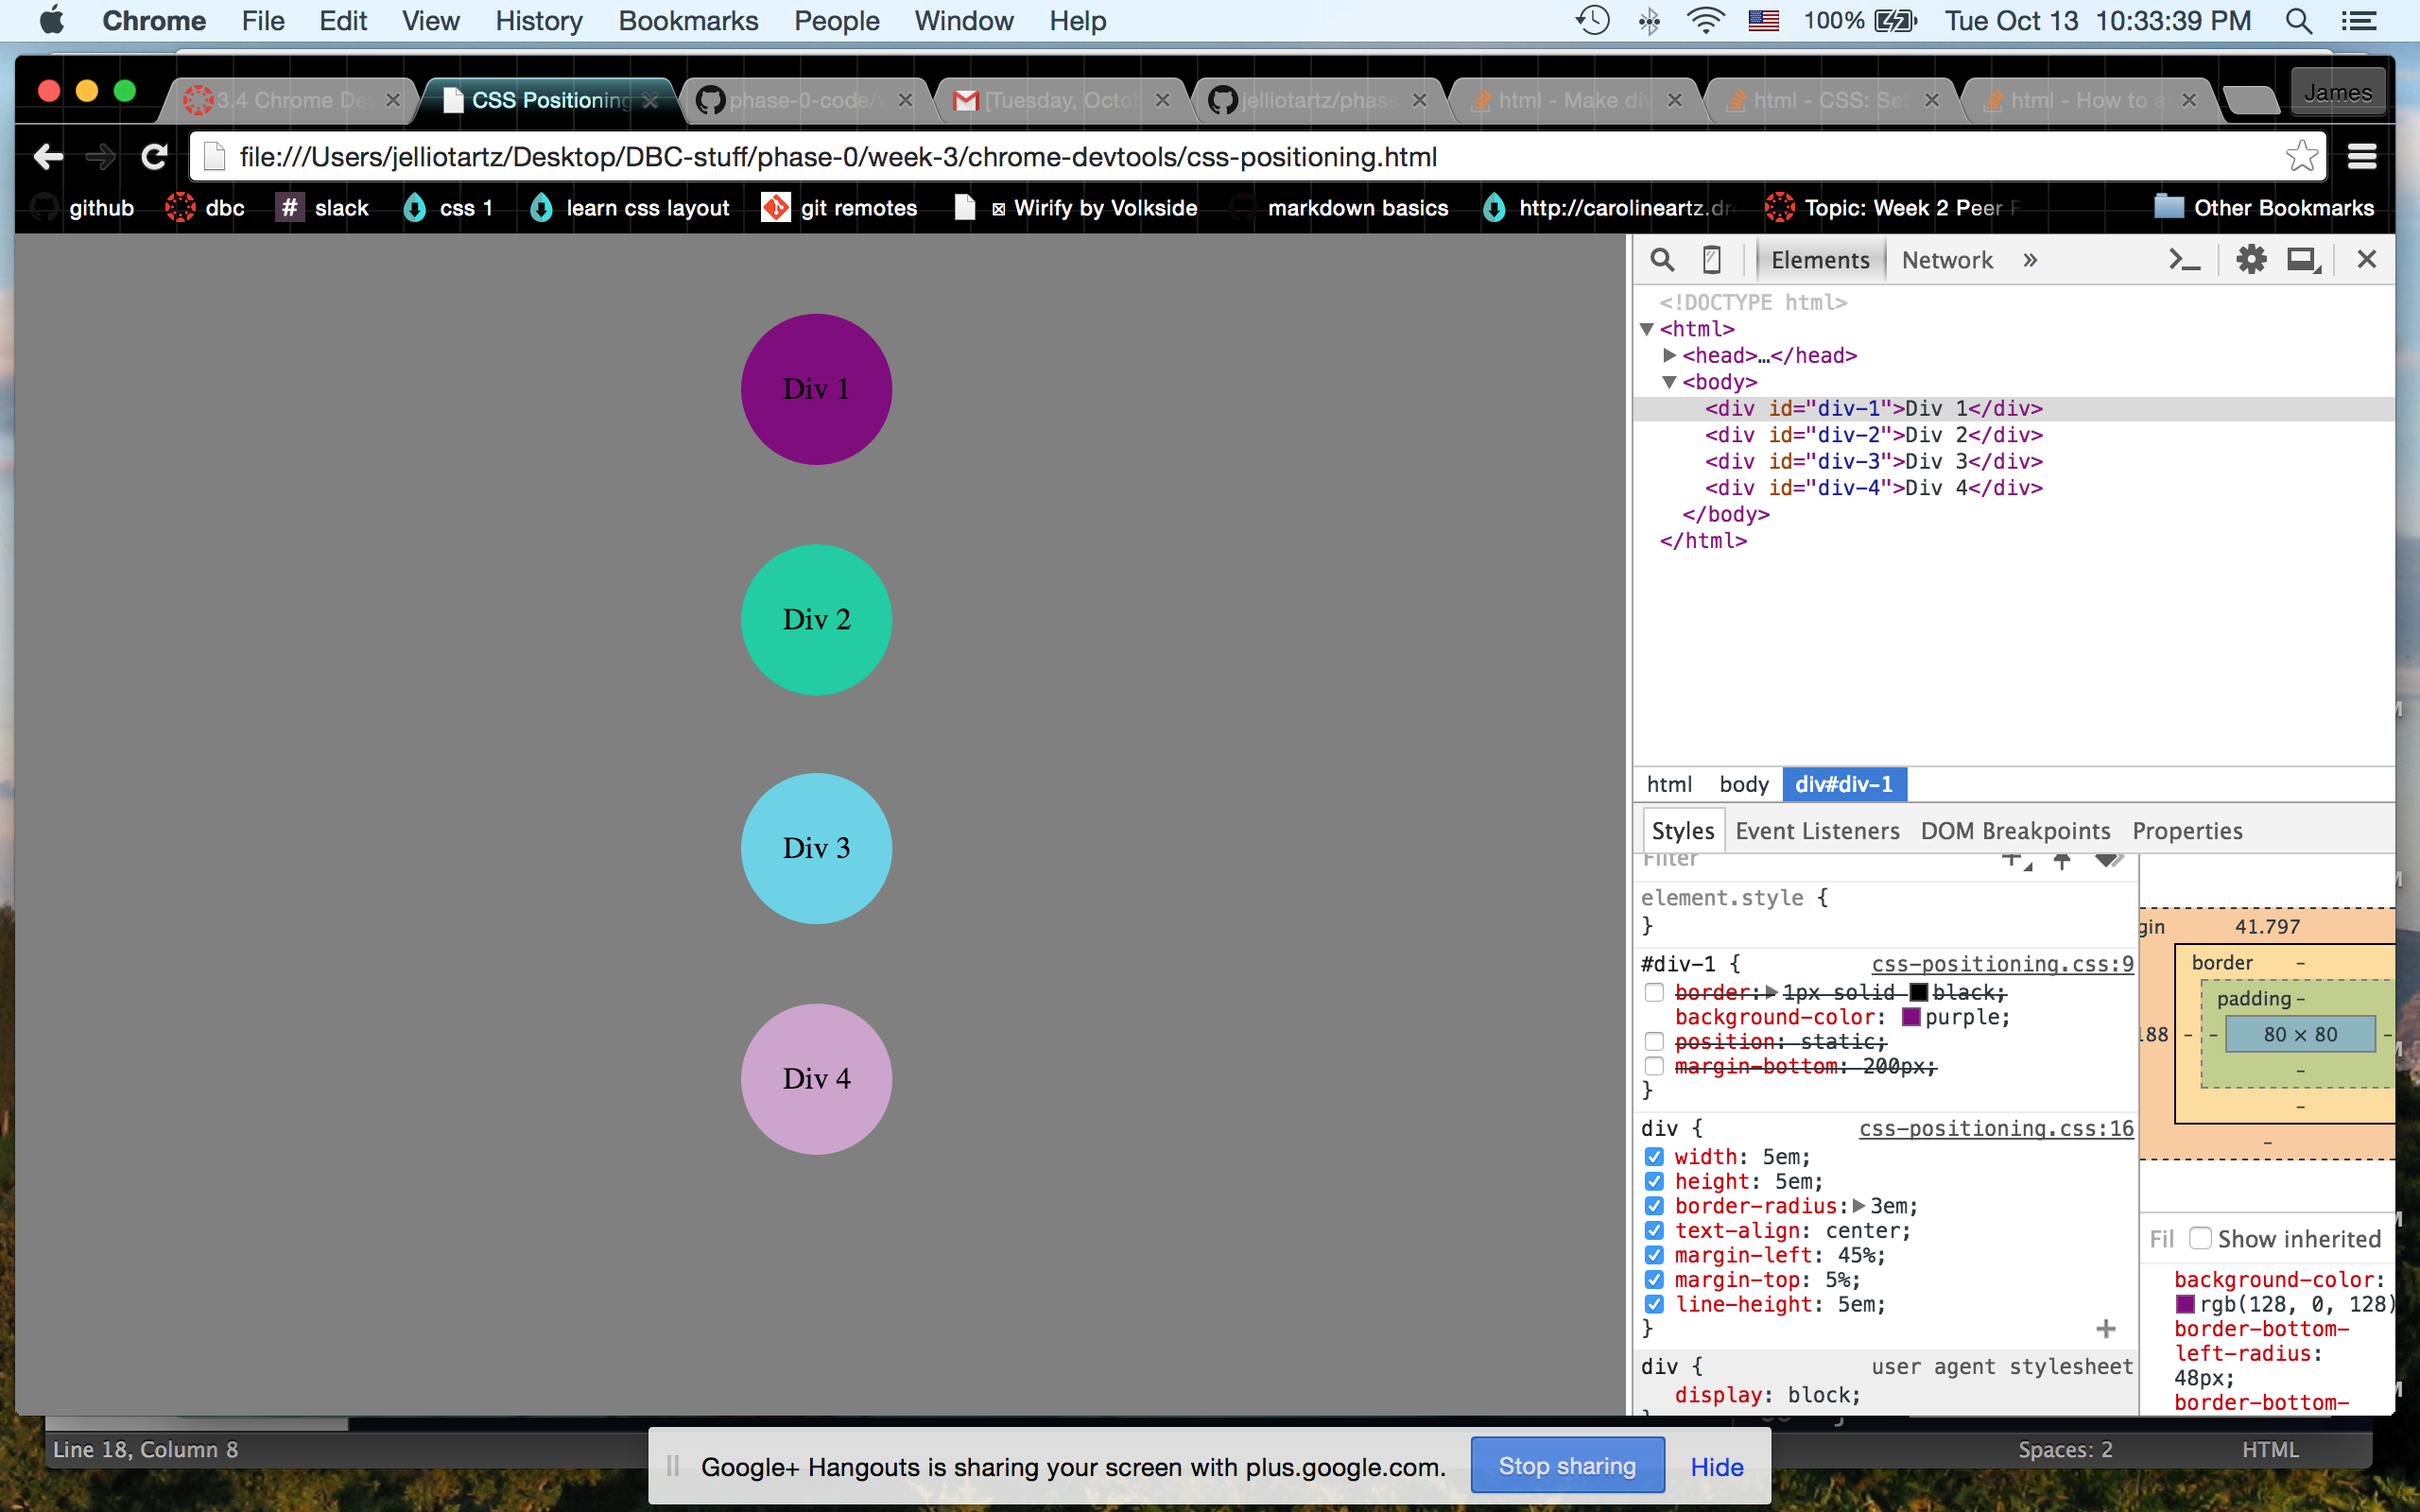 Chrome File Edit View History Bookmarks People Window Help 100% Tue Oct 13 10:33:39 PM
3.4 Chrome De CSS Positioning phase-0-code/ [Tuesday, Octob jelliotartz/phase html - Make div html - CSS: Set html - How to a James
file:///Users/jelliotartz/Desktop/DBC-stuff/phase-0/week-3/chrome-devtools/css-positioning.html
github dbc # slack css 1 learn css layout git remotes Wirify by Volkside markdown basics http://carolineartz.dr Topic: Week 2 Peer P Other Bookmarks
Elements Network »
<!DOCTYPE html>
<html>
<head>…</head>
<body>
<div id="div-1">Div 1</div>
<div id="div-2">Div 2</div>
<div id="div-3">Div 3</div>
<div id="div-4">Div 4</div>
</body>
</html>
Div 1
Div 2
Div 3
Div 4
html body div#div-1
Styles Event Listeners DOM Breakpoints Properties
Filter
element.style {
}
#div-1 { css-positioning.css:9
border: 1px solid black;
background-color: purple;
position: static;
margin-bottom: 200px;
}
div { css-positioning.css:16
width: 5em;
height: 5em;
border-radius: 3em;
text-align: center;
margin-left: 45%;
margin-top: 5%;
line-height: 5em;
}
div { user agent stylesheet
display: block;
gin 41.797
border –
padding –
188 – – 80 × 80 –
–
–
–
Fil Show inherited
background-color:
rgb(128, 0, 128)
border-bottom-
left-radius:
48px;
border-bottom-
Line 18, Column 8 Spaces: 2 HTML
Google+ Hangouts is sharing your screen with plus.google.com. Stop sharing Hide